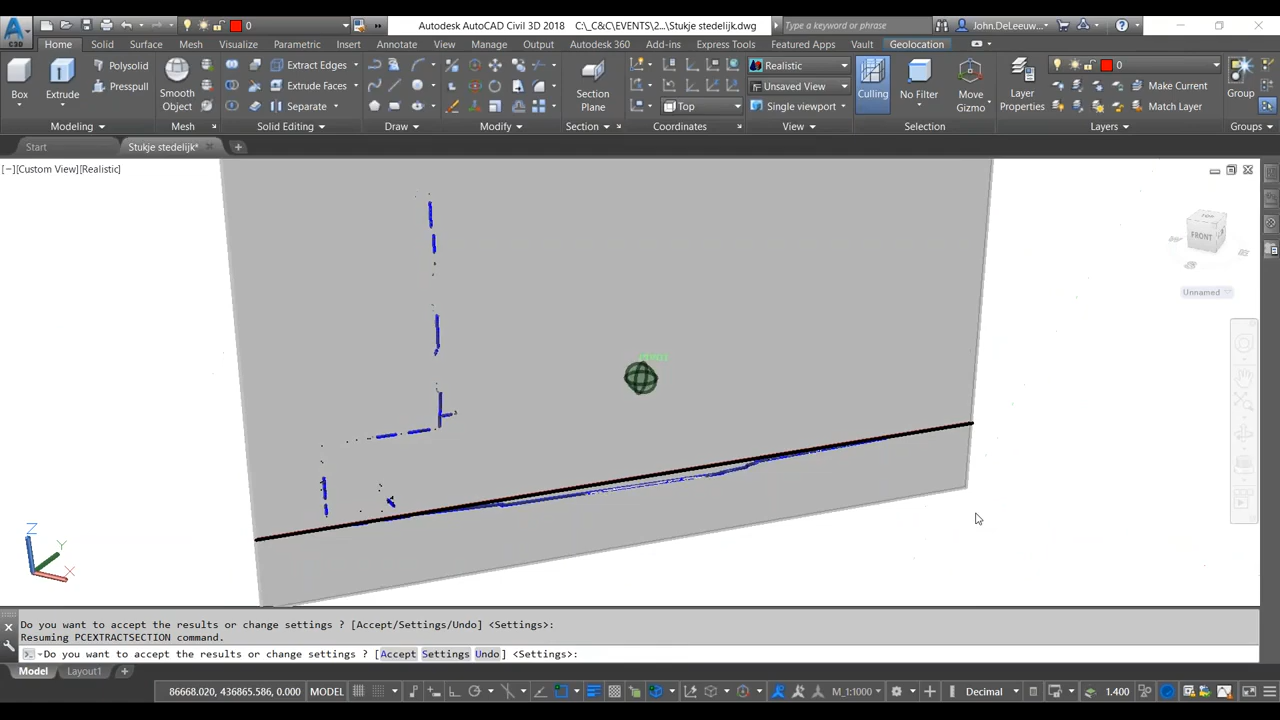 Autodesk AutoCAD Civil 3D 2018 C:\_C&C\EVENTS\2...\Stukje stedelijk.dwg Type a keyword or phrase John.DeLeeuw...
0
C3D
Home Solid Surface Mesh Visualize Parametric Insert Annotate View Manage Output Autodesk 360 Add-ins Express Tools Featured Apps Vault Geolocation
Polysolid Extract Edges Realistic 0
Presspull Extrude Faces Unsaved View Make Current
Box Extrude Smooth Object Separate Section Plane Top Single viewport Culling No Filter Move Gizmo Layer Properties Match Layer Group
Modeling Mesh Solid Editing Draw Modify Section Coordinates View Selection Layers Groups
Start Stukje stedelijk*
[−][Custom View][Realistic]
FRONT
Unnamed
Z
Y
X
Do you want to accept the results or change settings ? [Accept/Settings/Undo] <Settings>:
Resuming PCEXTRACTSECTION command.
Do you want to accept the results or change settings ? [Accept Settings Undo] <Settings>:
Model Layout1
86668.020, 436865.586, 0.000 MODEL M_1:1000 Decimal 1.400